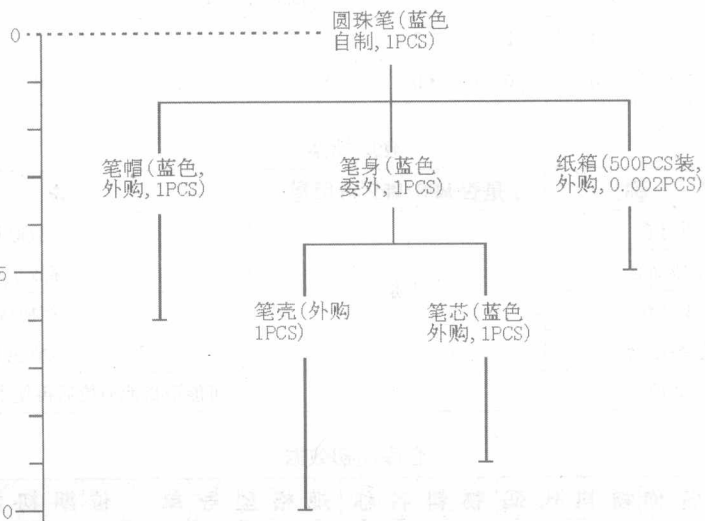 0
圆珠笔(蓝色
自制,1PCS)
笔帽(蓝色,
外购,1PCS)
笔身(蓝色
委外,1PCS)
纸箱(500PCS装,
外购,0.002PCS)
5
笔壳(外购
1PCS)
笔芯(蓝色
外购,1PCS)
0